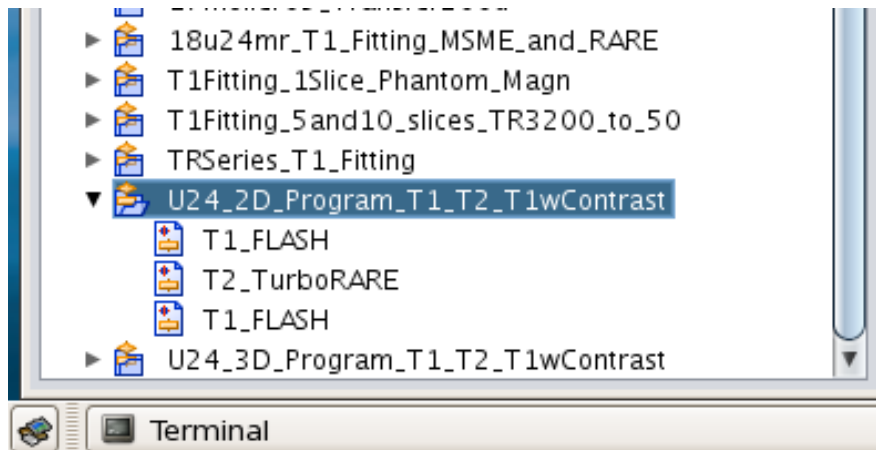 18u24mr_T1_Fitting_MSME_and_RARE
T1Fitting_1Slice_Phantom_Magn
T1Fitting_5and10_slices_TR3200_to_50
TRSeries_T1_Fitting
U24_2D_Program_T1_T2_T1wContrast
T1_FLASH
T2_TurboRARE
T1_FLASH
U24_3D_Program_T1_T2_T1wContrast
Terminal